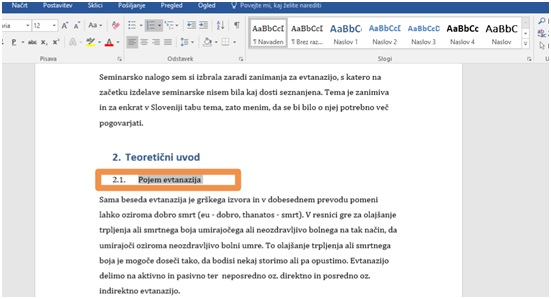 Načrt Postavitev Sklici Pošiljanje Pregled Ogled Povejte mi, kaj želite narediti
12 A A Aa
AaBbCcI AaBbCcI AaBbC AaBbC AaBbCc AaBbC AaBbC
¶ Navaden ¶ Brez raz... Naslov 1 Naslov 2 Naslov 3 Naslov 4 Naslov 5
Pisava Odstavek Slogi
Seminarsko nalogo sem si izbrala zaradi zanimanja za evtanazijo, s katero na
začetku izdelave seminarske nisem bila kaj dosti seznanjena. Tema je zanimiva
in za enkrat v Sloveniji tabu tema, zato menim, da se bi bilo o njej potrebno več
pogovarjati.
2. Teoretični uvod
2.1. Pojem evtanazija
Sama beseda evtanazija je grškega izvora in v dobesednem prevodu pomeni
lahko oziroma dobro smrt (eu - dobro, thanatos - smrt). V resnici gre za olajšanje
trpljenja ali smrtnega boja umirajočega ali neozdravljivo bolnega na tak način, da
umirajoči oziroma neozdravljivo bolni umre. To olajšanje trpljenja ali smrtnega
boja je mogoče doseči tako, da bodisi nekaj storimo ali pa opustimo. Evtanazijo
delimo na aktivno in pasivno ter neposredno oz. direktno in posredno oz.
indirektno evtanazijo.